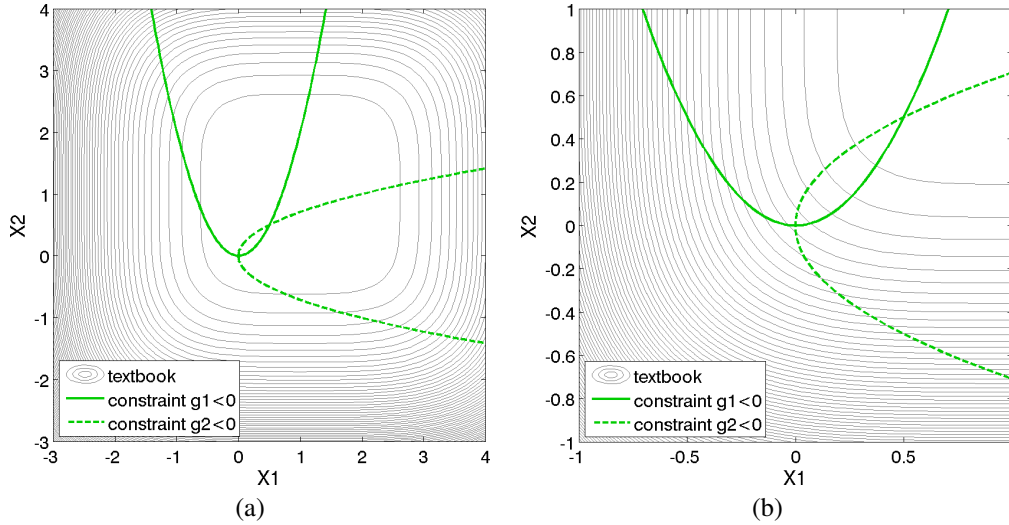 4
3
2
1
0
-1
-2
-3
X2
-3 -2 -1 0 1 2 3 4
X1
textbook
constraint g1<0
constraint g2<0
(a)
1
0.8
0.6
0.4
0.2
0
-0.2
-0.4
-0.6
-0.8
-1
X2
-1 -0.5 0 0.5
X1
textbook
constraint g1<0
constraint g2<0
(b)